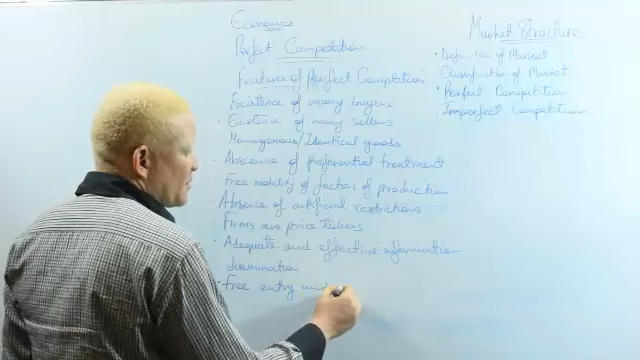 Economics
Perfect Competition
Features of Perfect Competition
Existence of many buyers
Existence of many sellers
Homogenous/Identical goods
Absence of preferential treatment
Free mobility of factors of production
Absence of artificial restrictions
Firms are price takers
Adequate and effective information
dissemination
Free entry
Market Structure
Definition of Market
Classification of Market
Perfect Competition
Imperfect Competition